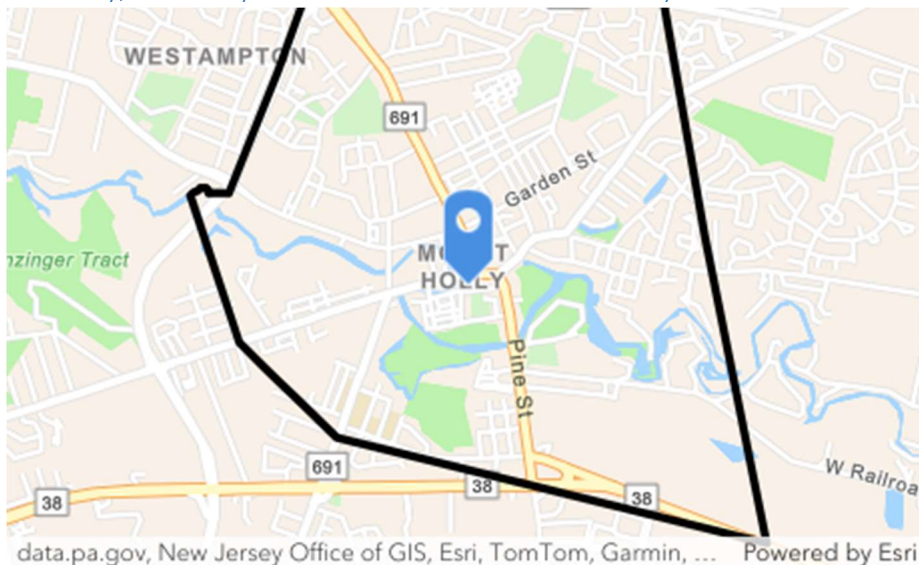 WESTAMPTON
691
Garden St
HOLLY
nzinger Tract
Pine St
691
38
38
38
W Railroa
data.pa.gov, New Jersey Office of GIS, Esri, TomTom, Garmin, ...
Powered by Esri